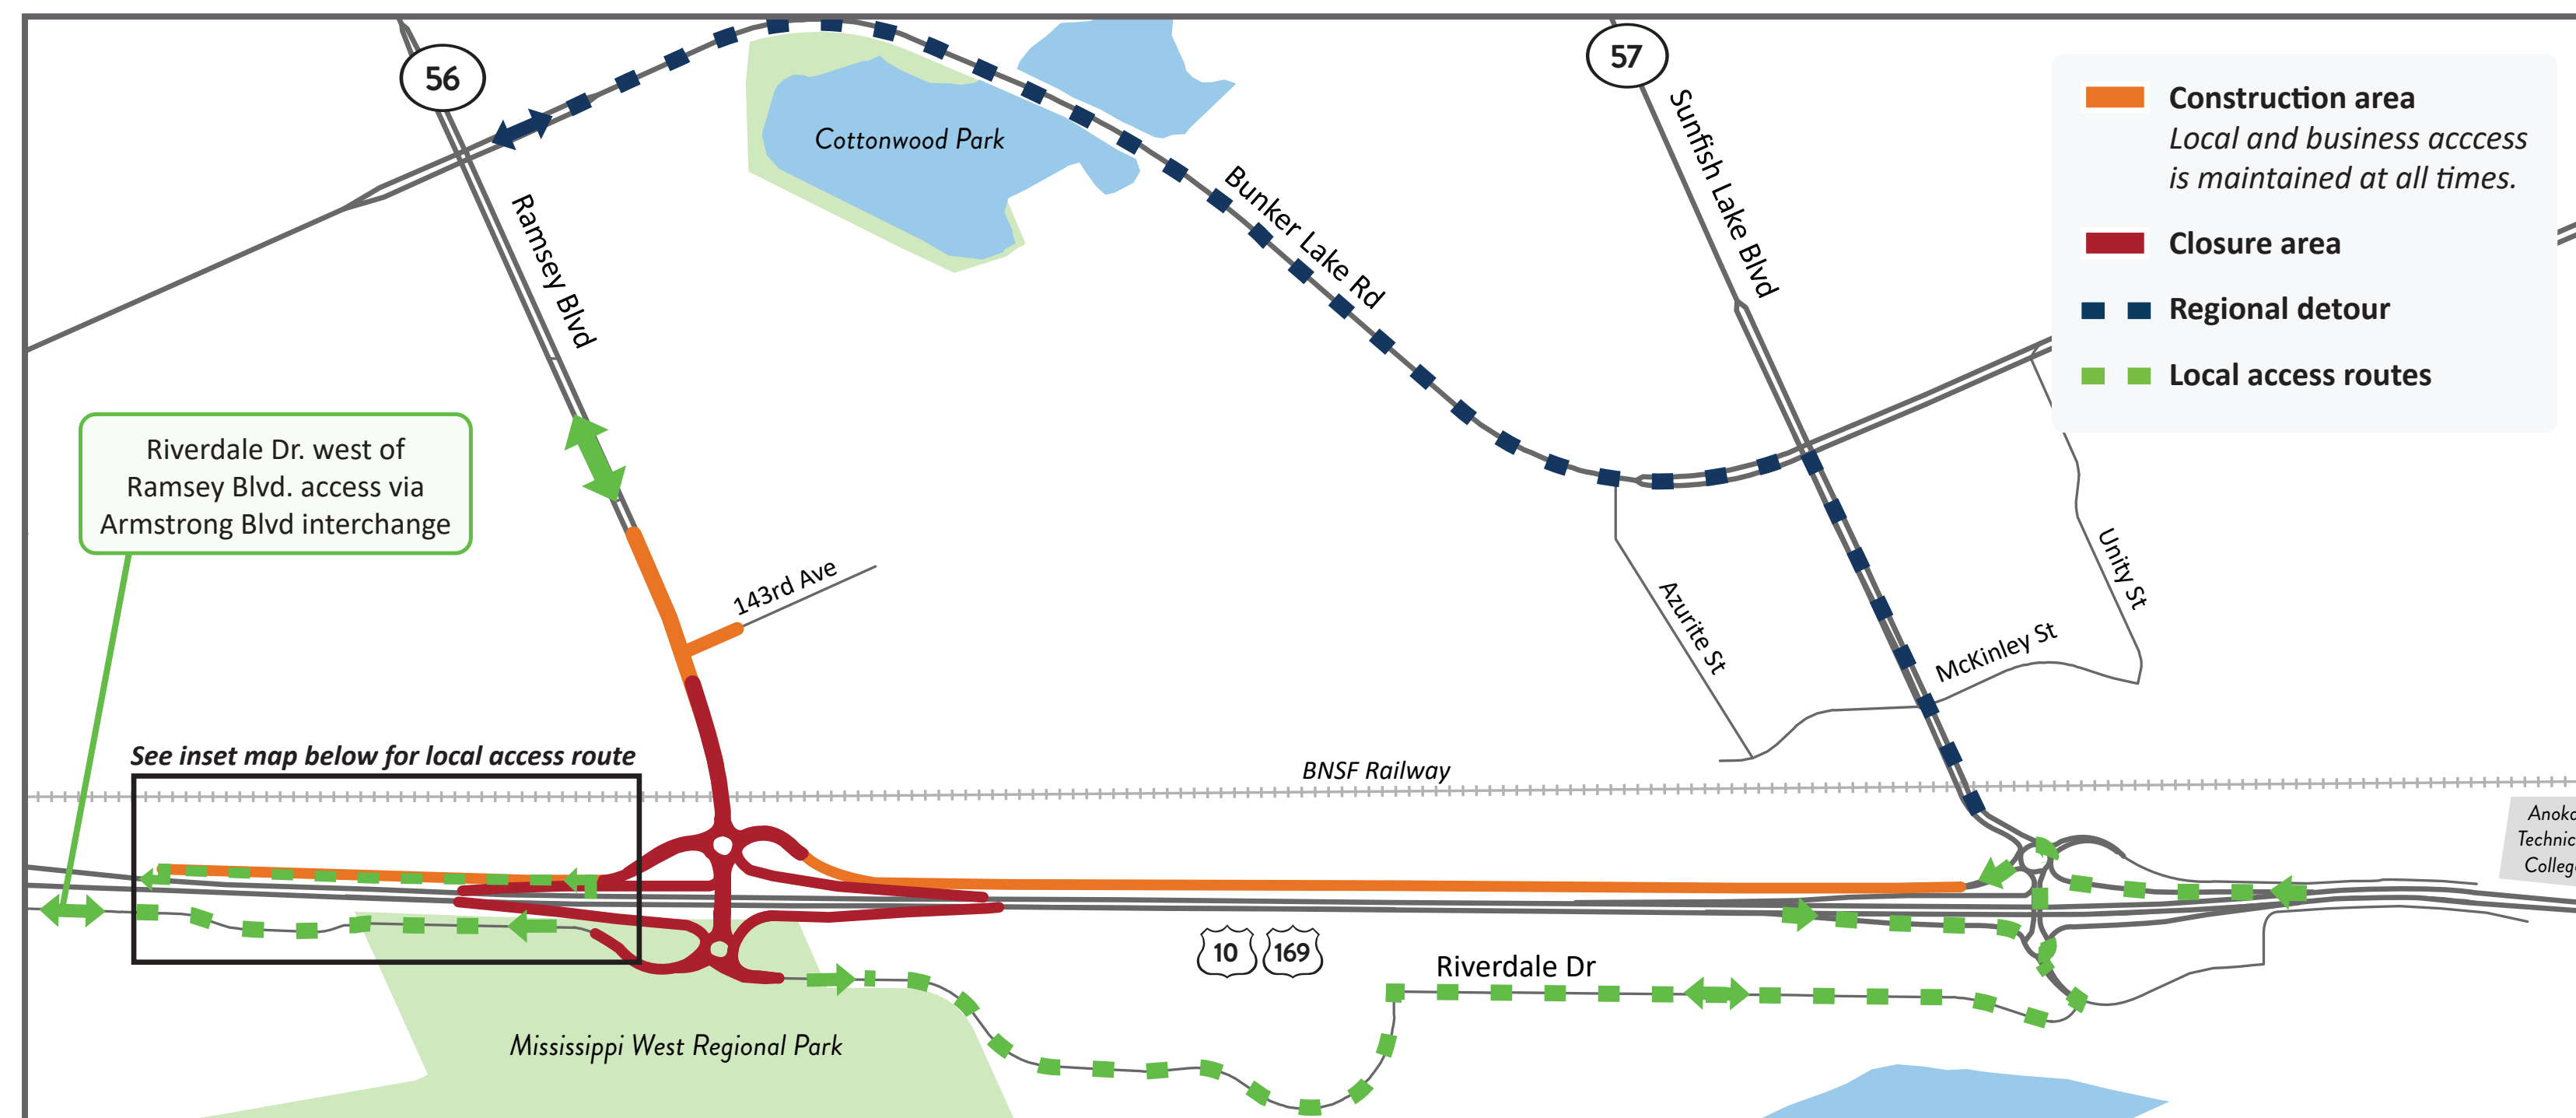 56
57
Cottonwood Park
Bunker Lake Rd
Sunfish Lake Blvd
Ramsey Blvd
Construction area
Local and business acccess
is maintained at all times.
Closure area
Regional detour
Local access routes
Riverdale Dr. west of
Ramsey Blvd. access via
Armstrong Blvd interchange
143rd Ave
Azurite St
Unity St
McKinley St
See inset map below for local access route
BNSF Railway
Anoka
Technic
College
10
169
Riverdale Dr
Mississippi West Regional Park